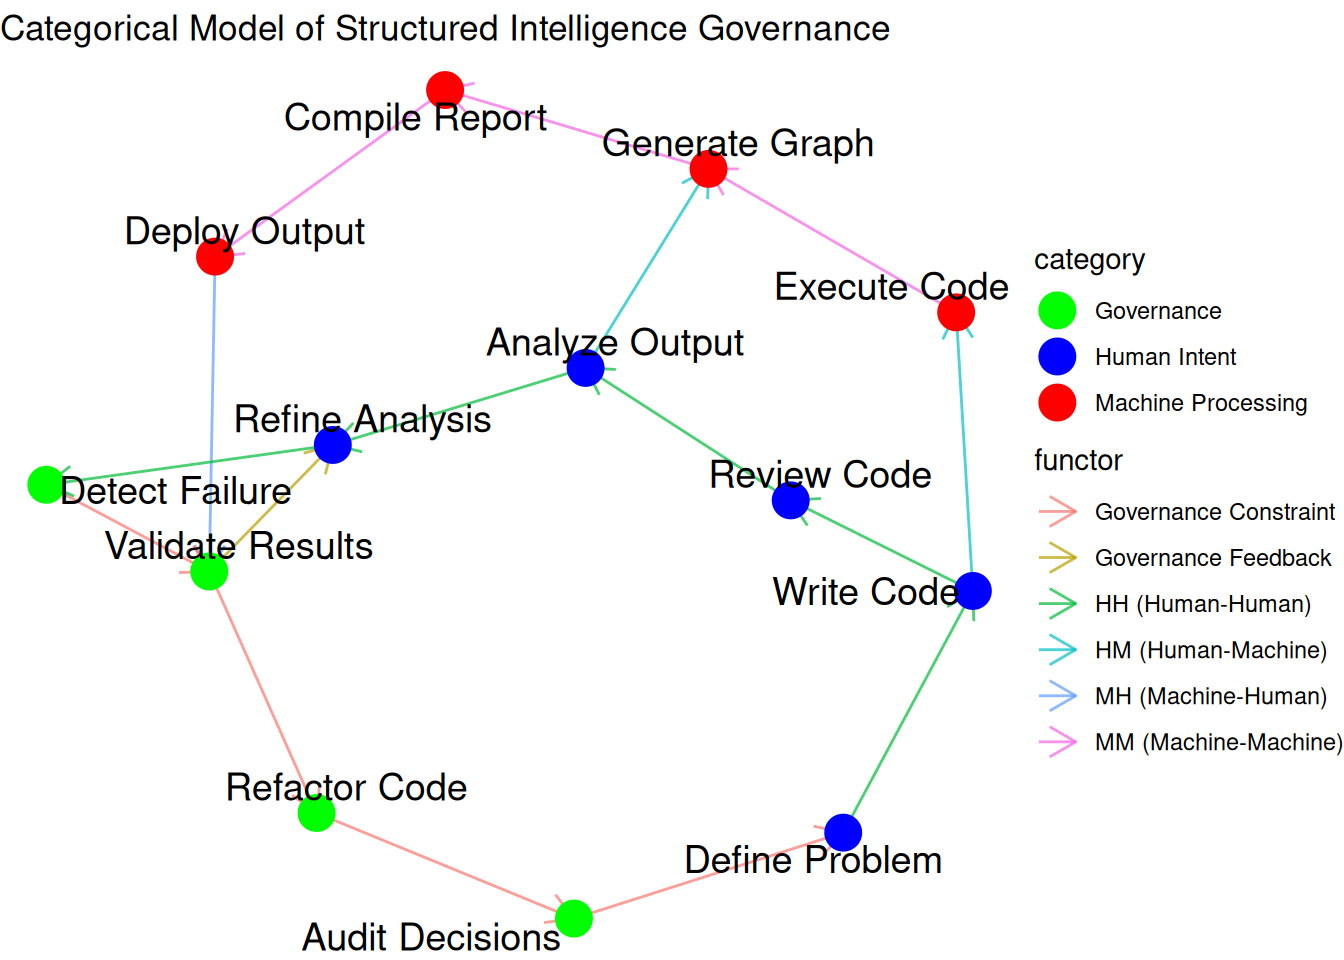 Categorical Model of Structured Intelligence Governance
Compile Report
Generate Graph
Deploy Output
Execute Code
Analyze Output
Refine Analysis
Review Code
Detect Failure
Validate Results
Write Code
Refactor Code
Define Problem
Audit Decisions
category
Governance
Human Intent
Machine Processing
functor
Governance Constraint
Governance Feedback
HH (Human-Human)
HM (Human-Machine)
MH (Machine-Human)
MM (Machine-Machine)